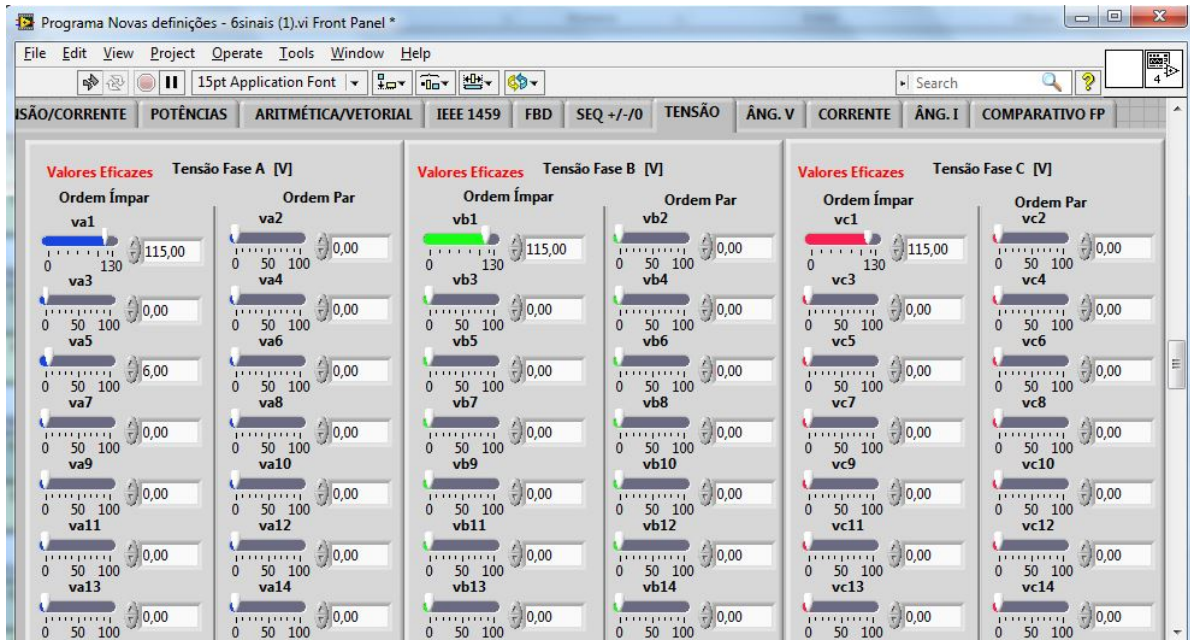 Programa Novas definições - 6sinais (1).vi Front Panel *
File Edit View Project Operate Tools Window Help
15pt Application Font Search 4
ISÃO/CORRENTE POTÊNCIAS ARITMÉTICA/VETORIAL IEEE 1459 FBD SEQ +/-/0 TENSÃO ÂNG. V CORRENTE ÂNG. I COMPARATIVO FP
Valores Eficazes Tensão Fase A [V] Valores Eficazes Tensão Fase B [V] Valores Eficazes Tensão Fase C [V]
Ordem Ímpar Ordem Par Ordem Ímpar Ordem Par Ordem Ímpar Ordem Par
va1 va2 vb1 vb2 vc1 vc2
115,00 0,00 115,00 0,00 115,00 0,00
0 130 0 50 100 0 130 0 50 100 0 130 0 50 100
va3 va4 vb3 vb4 vc3 vc4
0,00 0,00 0,00 0,00 0,00 0,00
0 50 100 0 50 100 0 50 100 0 50 100 0 50 100 0 50 100
va5 va6 vb5 vb6 vc5 vc6
6,00 0,00 0,00 0,00 0,00 0,00
0 50 100 0 50 100 0 50 100 0 50 100 0 50 100 0 50 100
va7 va8 vb7 vb8 vc7 vc8
0,00 0,00 0,00 0,00 0,00 0,00
0 50 100 0 50 100 0 50 100 0 50 100 0 50 100 0 50 100
va9 va10 vb9 vb10 vc9 vc10
0,00 0,00 0,00 0,00 0,00 0,00
0 50 100 0 50 100 0 50 100 0 50 100 0 50 100 0 50 100
va11 va12 vb11 vb12 vc11 vc12
0,00 0,00 0,00 0,00 0,00 0,00
0 50 100 0 50 100 0 50 100 0 50 100 0 50 100 0 50 100
va13 va14 vb13 vb14 vc13 vc14
0,00 0,00 0,00 0,00 0,00 0,00
0 50 100 0 50 100 0 50 100 0 50 100 0 50 100 0 50 100